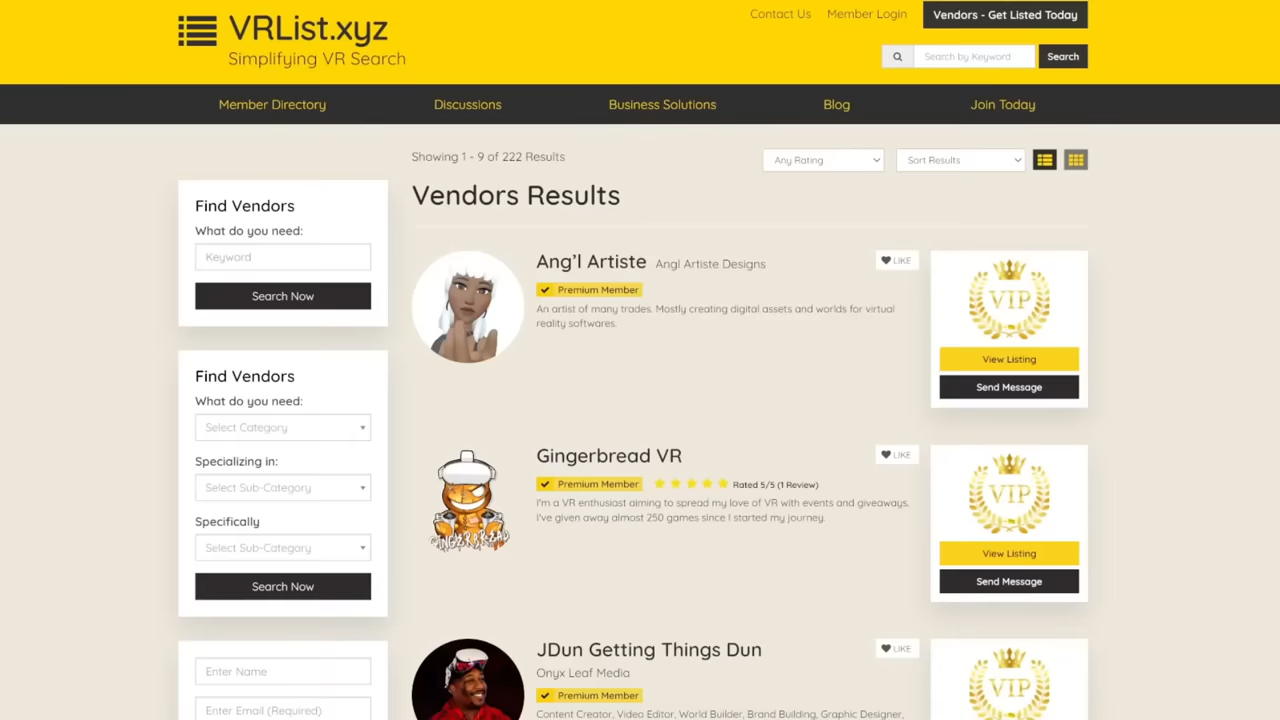 VRList.xyz
Simplifying VR Search
Contact Us
Member Login
Vendors - Get Listed Today
Search by Keyword
Search
Member Directory
Discussions
Business Solutions
Blog
Join Today
Showing 1 - 9 of 222 Results
Any Rating
Sort Results
Vendors Results
Find Vendors
What do you need:
Keyword
Search Now
Find Vendors
What do you need:
Select Category
Specializing in:
Select Sub-Category
Specifically
Select Sub-Category
Search Now
Enter Name
Enter Email (Required)
Ang'l Artiste Angl Artiste Designs
LIKE
Premium Member
An artist of many trades. Mostly creating digital assets and worlds for virtual
reality softwares.
VIP
View Listing
Send Message
GINGERBREAD
Gingerbread VR
LIKE
Premium Member
Rated 5/5 (1 Review)
I'm a VR enthusiast aiming to spread my love of VR with events and giveaways.
I've given away almost 250 games since I started my journey.
VIP
View Listing
Send Message
JDun Getting Things Dun
LIKE
Onyx Leaf Media
Premium Member
Content Creator, Video Editor, World Builder, Brand Building, Graphic Designer,
VIP